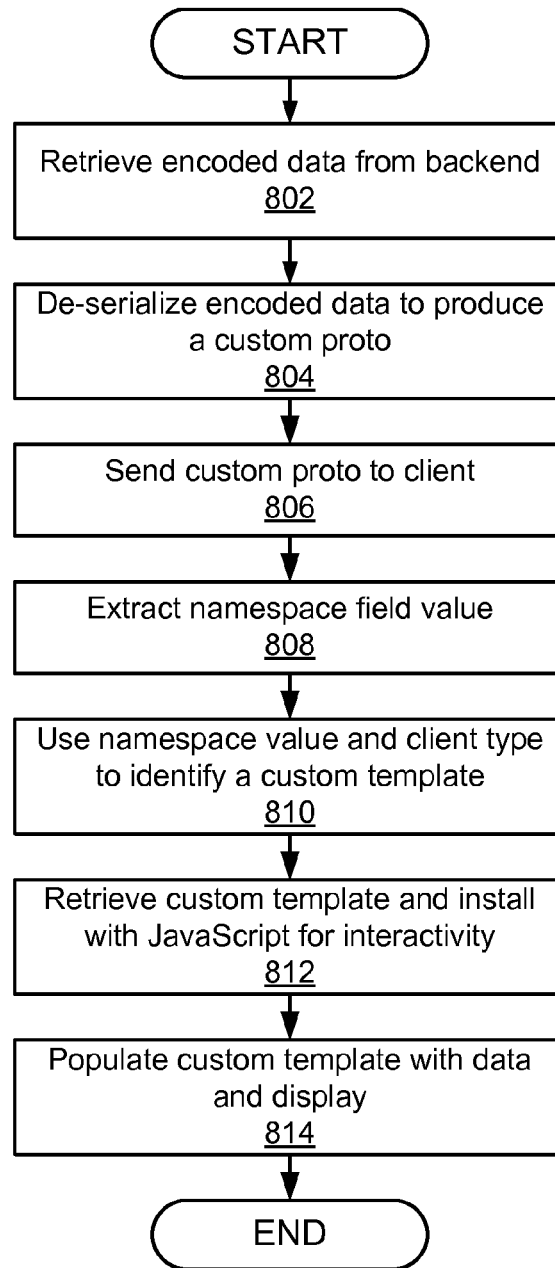 START
Retrieve encoded data from backend
802
De-serialize encoded data to produce
a custom proto
804
Send custom proto to client
806
Extract namespace field value
808
Use namespace value and client type
to identify a custom template
810
Retrieve custom template and install
with JavaScript for interactivity
812
Populate custom template with data
and display
814
END